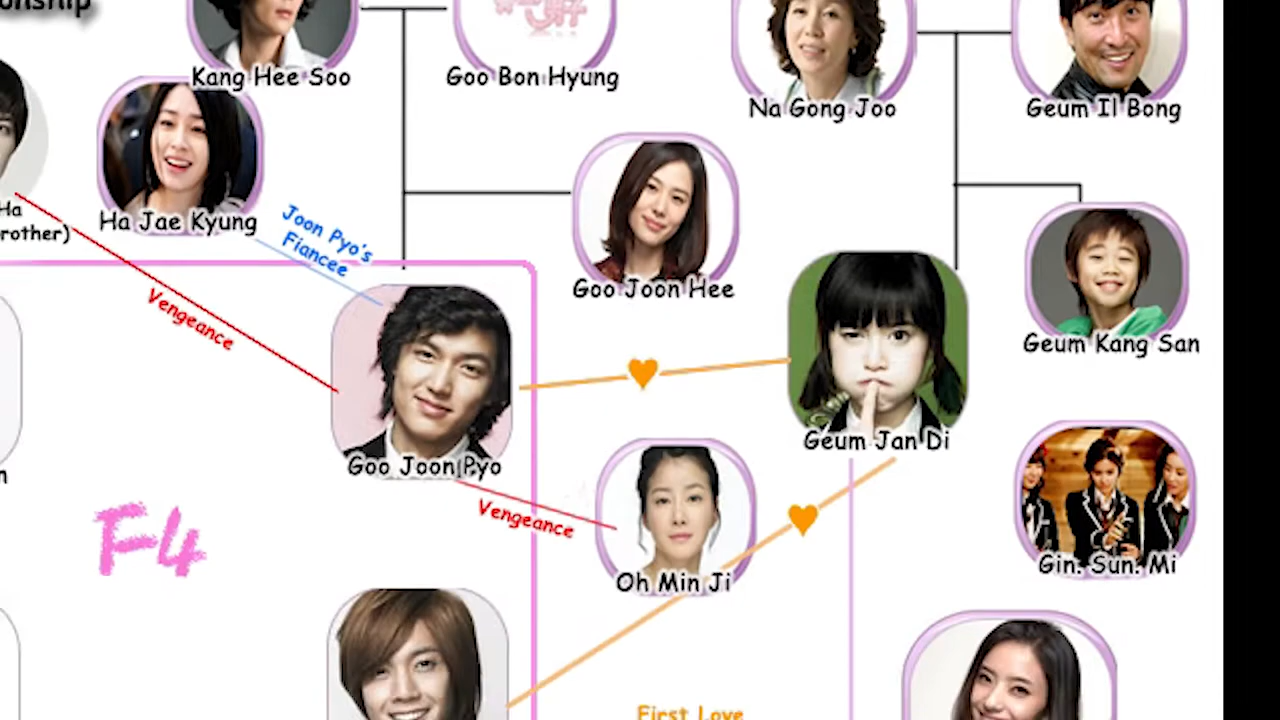 onship
Kang Hee Soo
Goo Bon Hyung
Na Gong Joo
Geum Il Bong
Ha
rother)
Ha Jae Kyung
Joon Pyo's
Fiancee
Goo Joon Hee
Vengeance
Geum Kang San
Goo Joon Pyo
Geum Jan Di
Vengeance
F4
Oh Min Ji
Gin. Sun. Mi
n
First Love